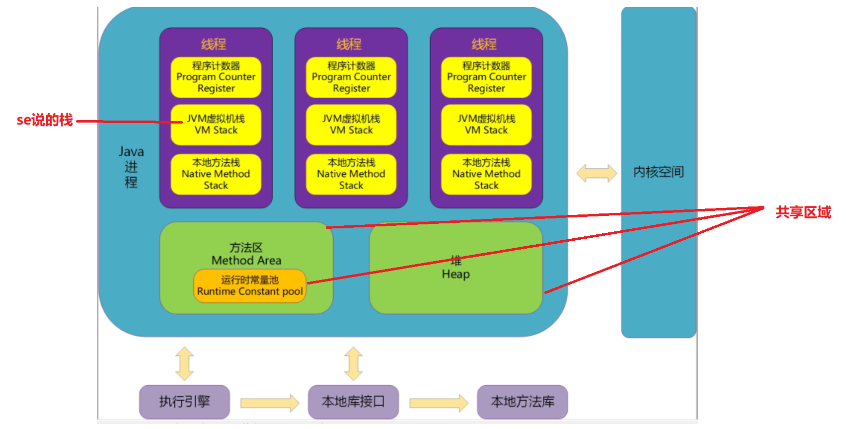 线程
程序计数器
Program Counter
Register
JVM虚拟机栈
VM Stack
本地方法栈
Native Method
Stack
线程
程序计数器
Program Counter
Register
JVM虚拟机栈
VM Stack
本地方法栈
Native Method
Stack
线程
程序计数器
Program Counter
Register
JVM虚拟机栈
VM Stack
本地方法栈
Native Method
Stack
se说的栈
Java
进
程
内核空间
共享区域
方法区
Method Area
运行时常量池
Runtime Constant pool
堆
Heap
执行引擎
本地库接口
本地方法库